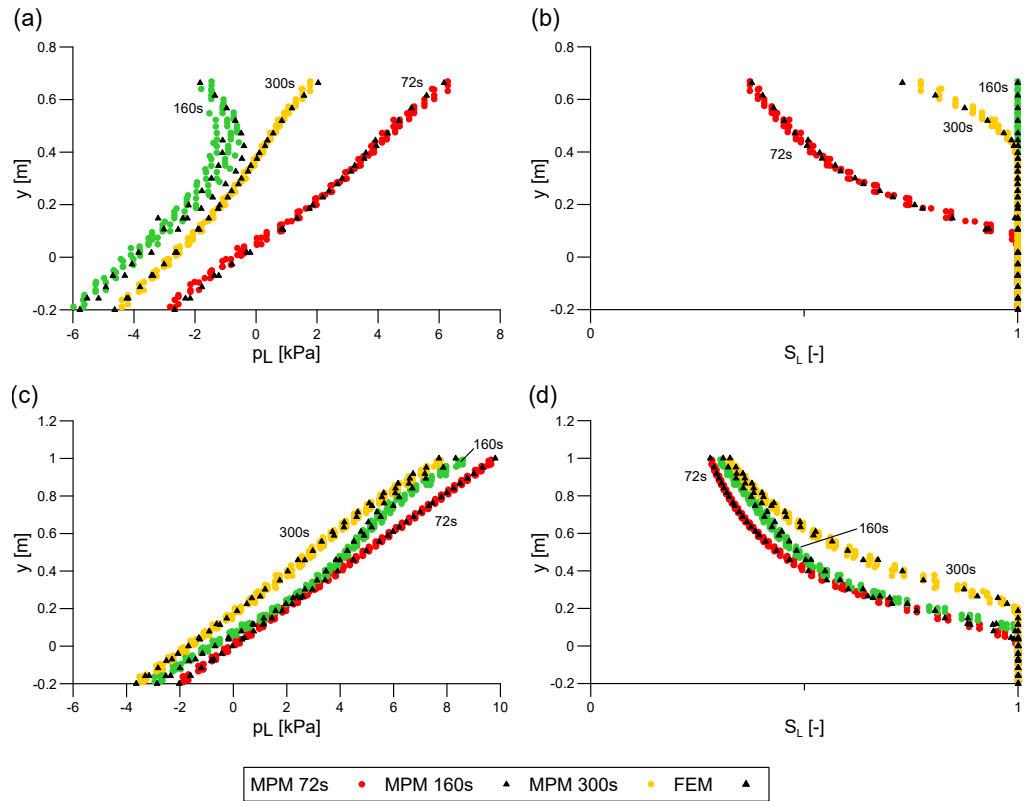 (a)
0.8
0.6
0.4
0.2
0
-0.2
y [m]
160s
300s
72s
-6 -4 -2 0 2 4 6 8
pL [kPa]
(b)
0.8
0.6
0.4
0.2
0
-0.2
y [m]
160s
300s
72s
0 1
SL [-]
(c)
1.2
1
0.8
0.6
0.4
0.2
0
-0.2
y [m]
160s
300s
72s
-6 -4 -2 0 2 4 6 8 10
pL [kPa]
(d)
1.2
1
0.8
0.6
0.4
0.2
0
-0.2
y [m]
72s
160s
300s
0 1
SL [-]
MPM 72s MPM 160s MPM 300s FEM